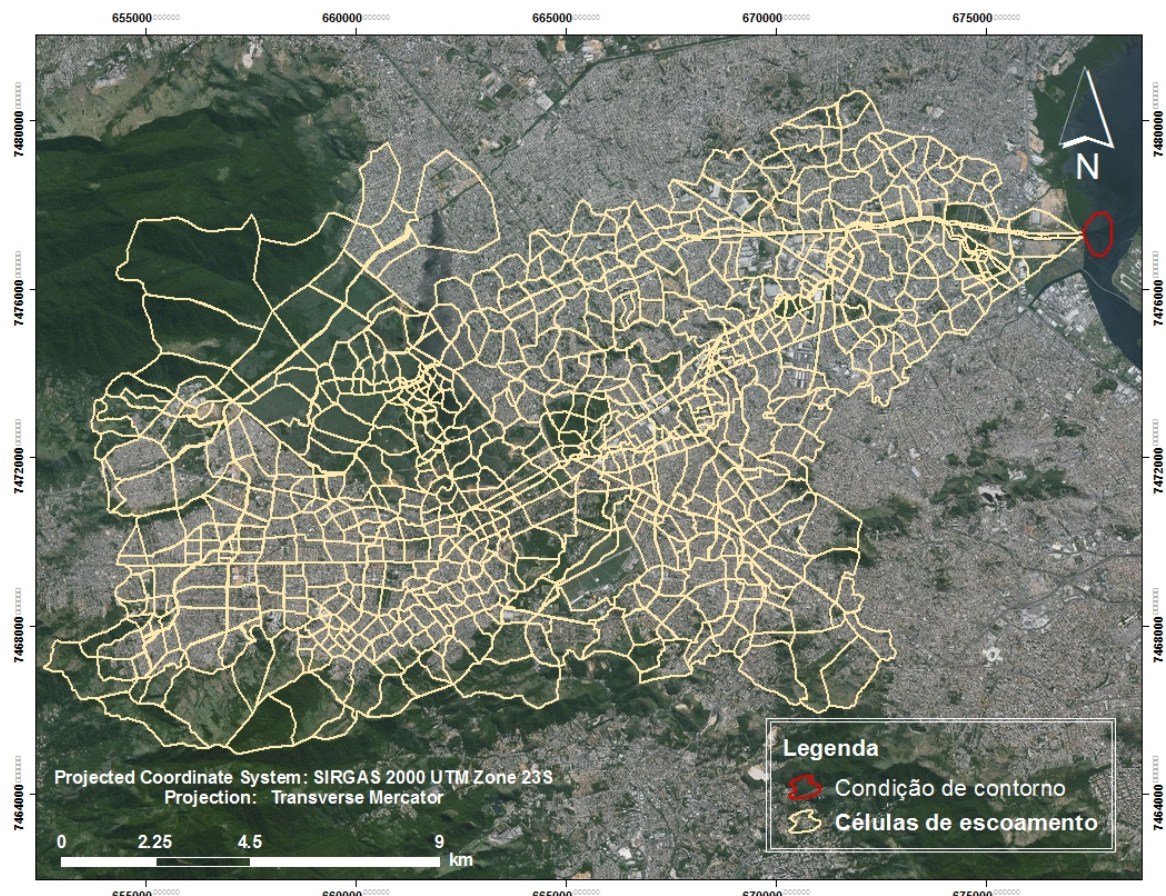 655000 660000 665000 670000 675000
7480000 7480000
N
7476000 7476000
7472000 7472000
7468000 7468000
Legenda
Projected Coordinate System: SIRGAS 2000 UTM Zone 23S
Condição de contorno
Projection: Transverse Mercator
7464000 7464000
Células de escoamento
0 2.25 4.5 9
km
655000 660000 665000 670000 675000